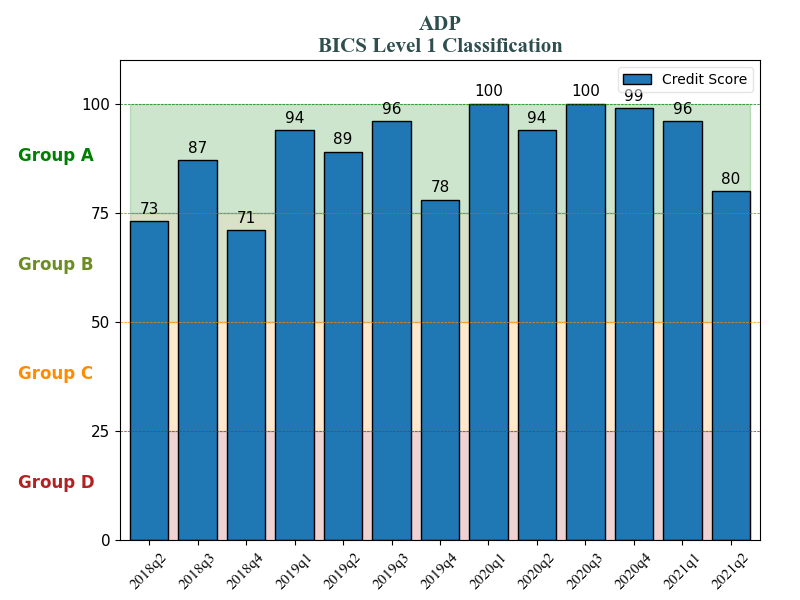 ADP
BICS Level 1 Classification
Credit Score
100
75
50
25
0
Group A
Group B
Group C
Group D
73
87
71
94
89
96
78
100
94
100
99
96
80
2018q2
2018q3
2018q4
2019q1
2019q2
2019q3
2019q4
2020q1
2020q2
2020q3
2020q4
2021q1
2021q2